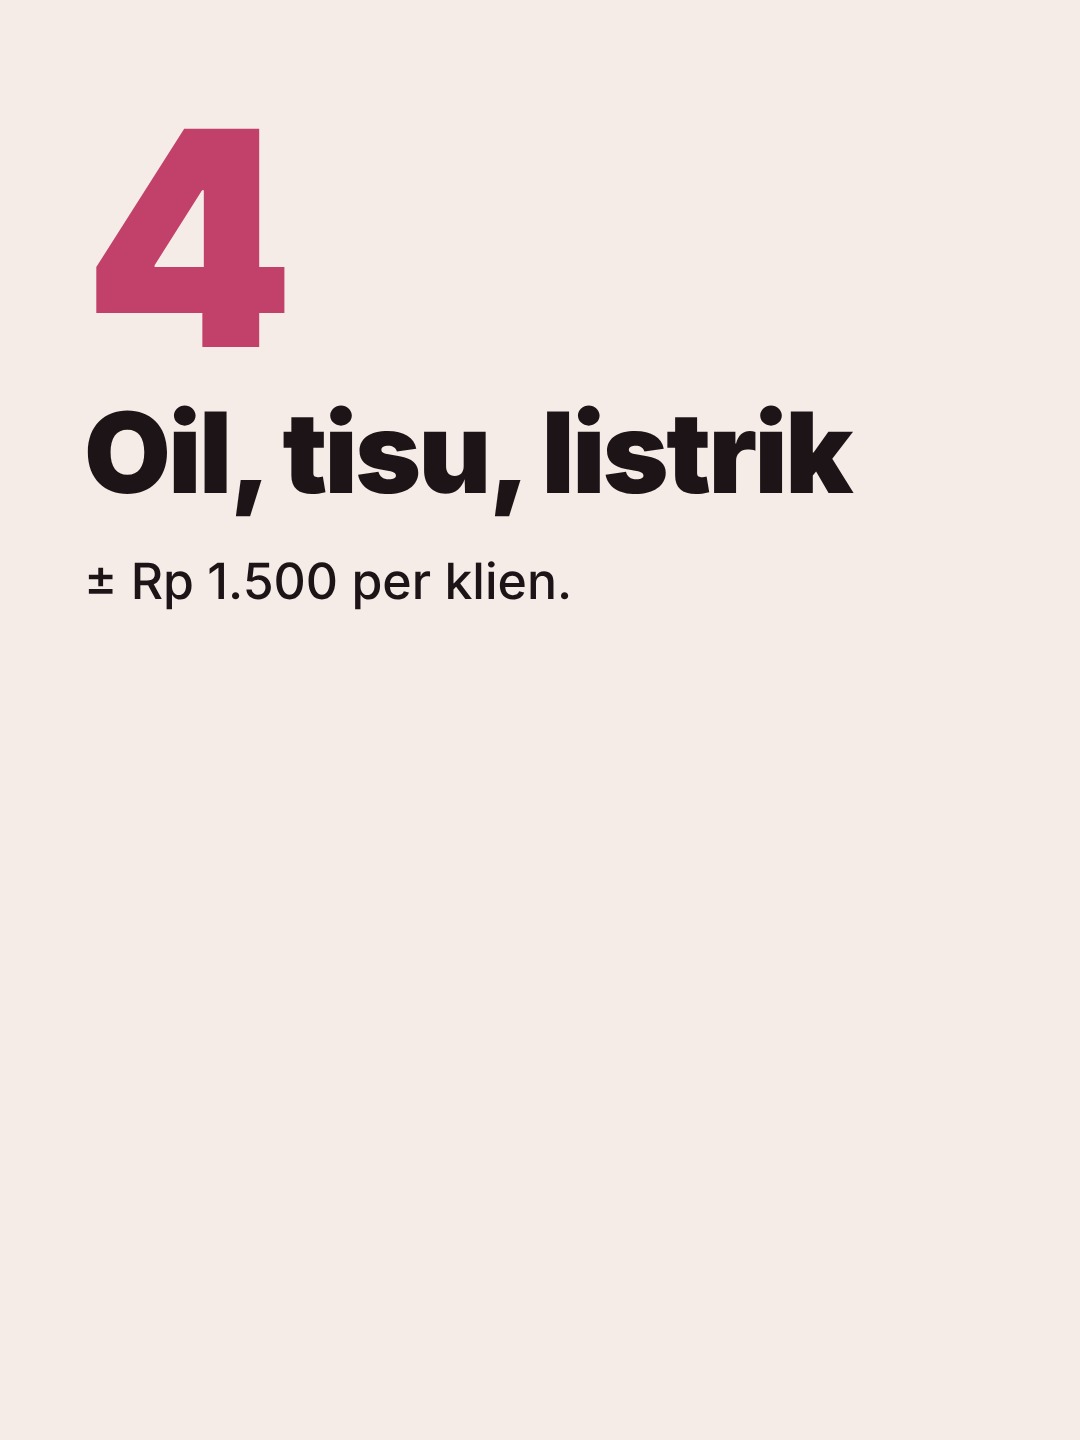 4
Oil, tisu, listrik
± Rp 1.500 per klien.